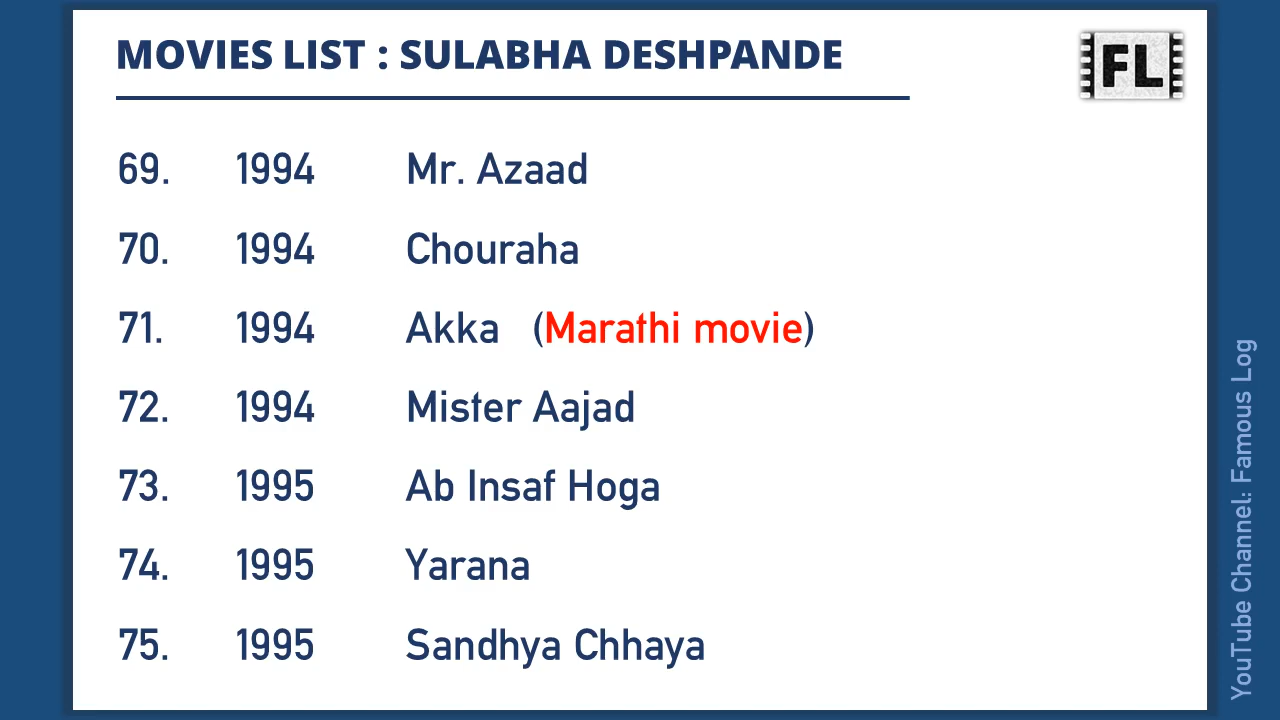 MOVIES LIST : SULABHA DESHPANDE
FL
69. 1994 Mr. Azaad
70. 1994 Chouraha
71. 1994 Akka (Marathi movie)
72. 1994 Mister Aajad
73. 1995 Ab Insaf Hoga
74. 1995 Yarana
75. 1995 Sandhya Chhaya
YouTube Channel: Famous Log